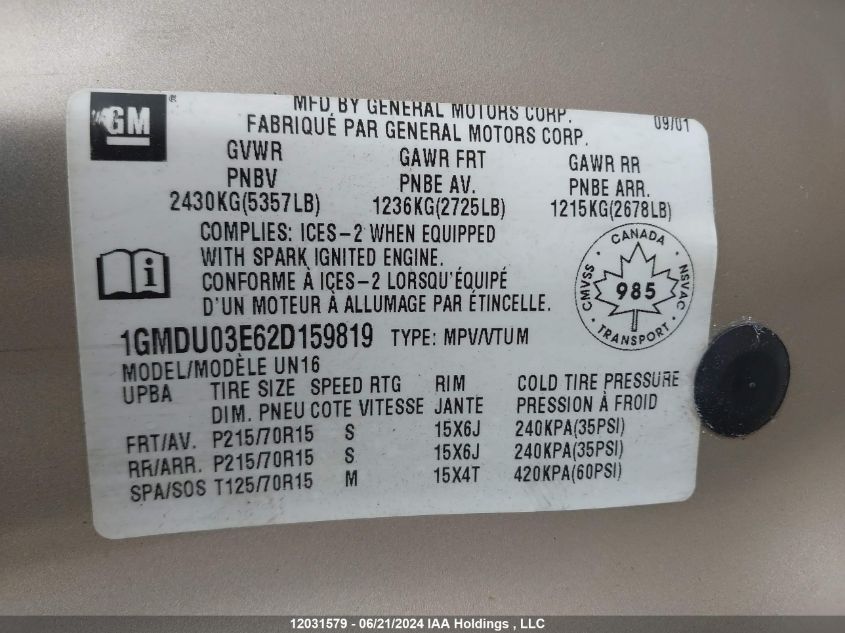 GM ®
MFD BY GENERAL MOTORS CORP. 09/01
FABRIQUÉ PAR GENERAL MOTORS CORP.
GVWR GAWR FRT GAWR RR
PNBV PNBE AV. PNBE ARR.
2430KG(5357LB) 1236KG(2725LB) 1215KG(2678LB)
COMPLIES: ICES-2 WHEN EQUIPPED
WITH SPARK IGNITED ENGINE.
CONFORME À ICES-2 LORSQU'ÉQUIPÉ
D'UN MOTEUR À ALLUMAGE PAR ÉTINCELLE.
CANADA
CMVSS 985 NSVAC
TRANSPORT
1GMDU03E62D159819 TYPE: MPV/VTUM
MODEL/MODÈLE UN16
UPBA TIRE SIZE SPEED RTG RIM COLD TIRE PRESSURE
DIM. PNEU COTE VITESSE JANTE PRESSION À FROID
FRT/AV. P215/70R15 S 15X6J 240KPA(35PSI)
RR/ARR. P215/70R15 S 15X6J 240KPA(35PSI)
SPA/SOS T125/70R15 M 15X4T 420KPA(60PSI)
12031579 - 06/21/2024 IAA Holdings , LLC